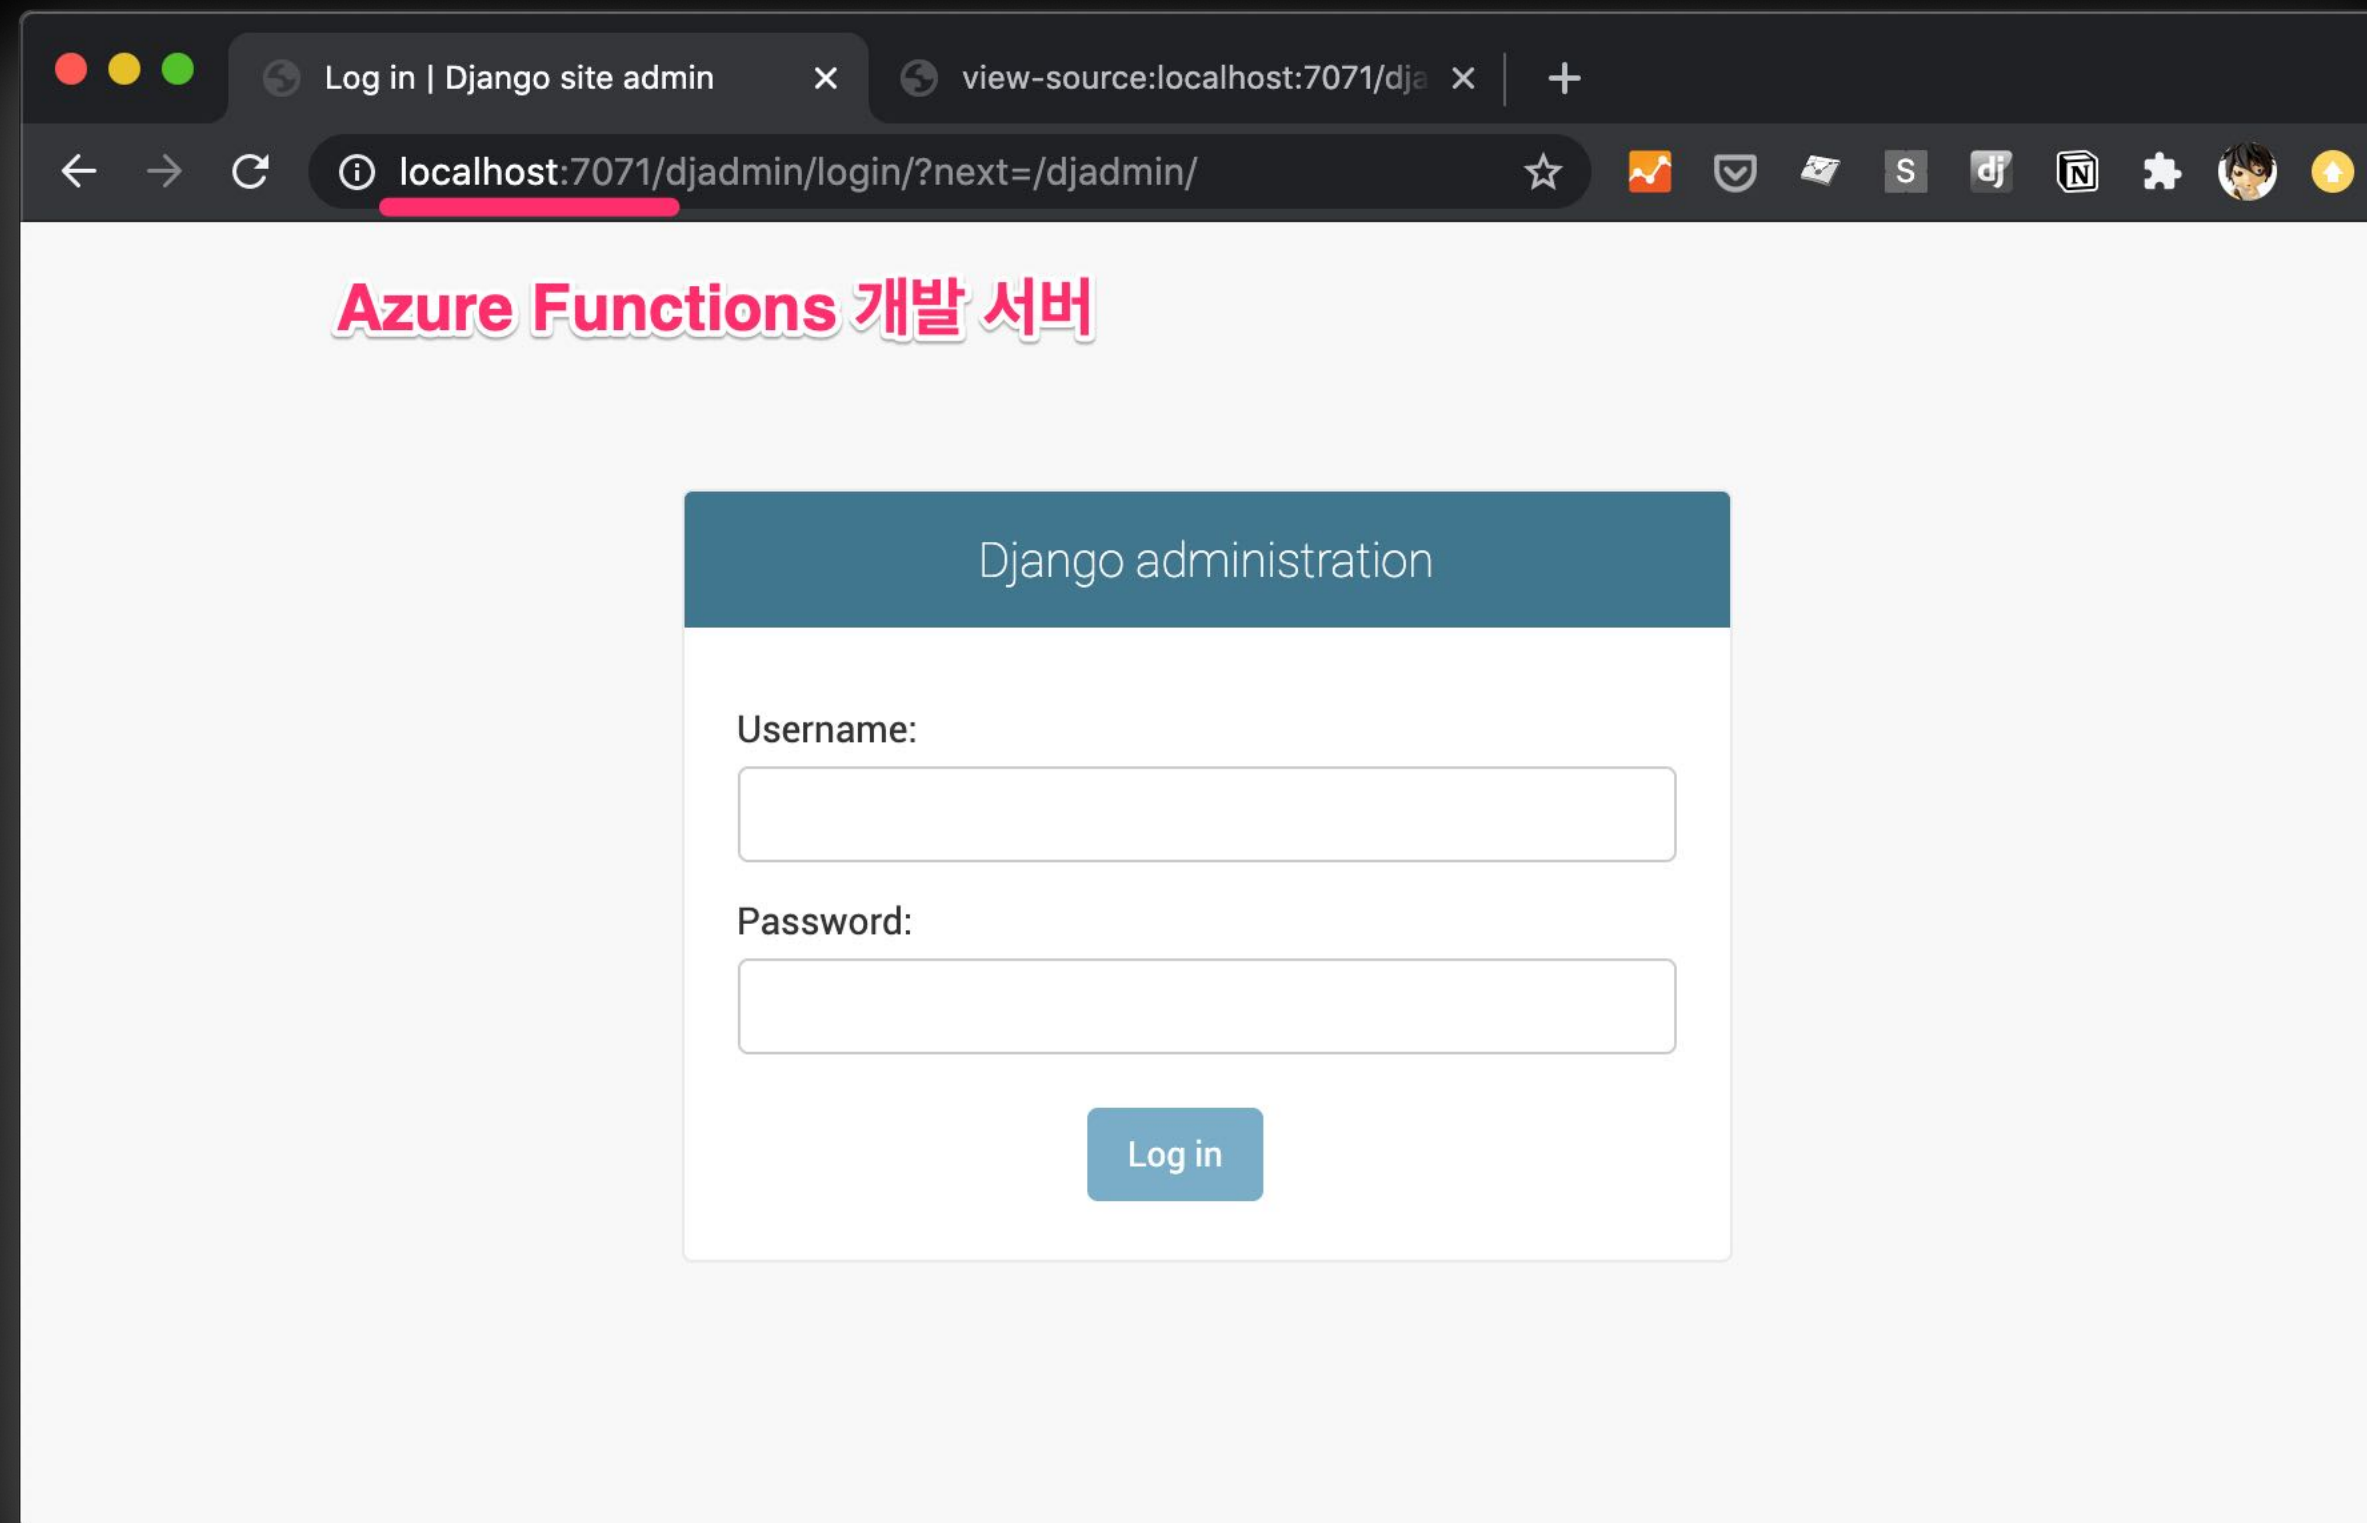 Log in | Django site admin
view-source:localhost:7071/dja
localhost:7071/djadmin/login/?next=/djadmin/
S
dj
N
Azure Functions 개발 서버
Django administration
Username:
Password:
Log in